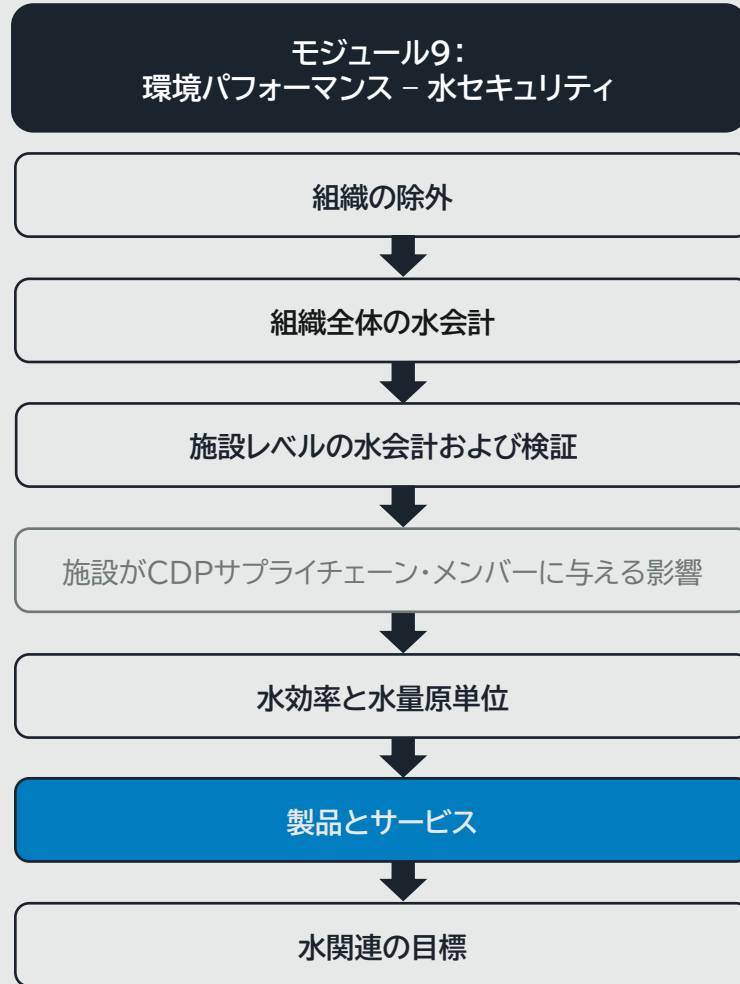 モジュール9：
環境パフォーマンス – 水セキュリティ
組織の除外
組織全体の水会計
施設レベルの水会計および検証
施設がCDPサプライチェーン・メンバーに与える影響
水効率と水量原単位
製品とサービス
水関連の目標